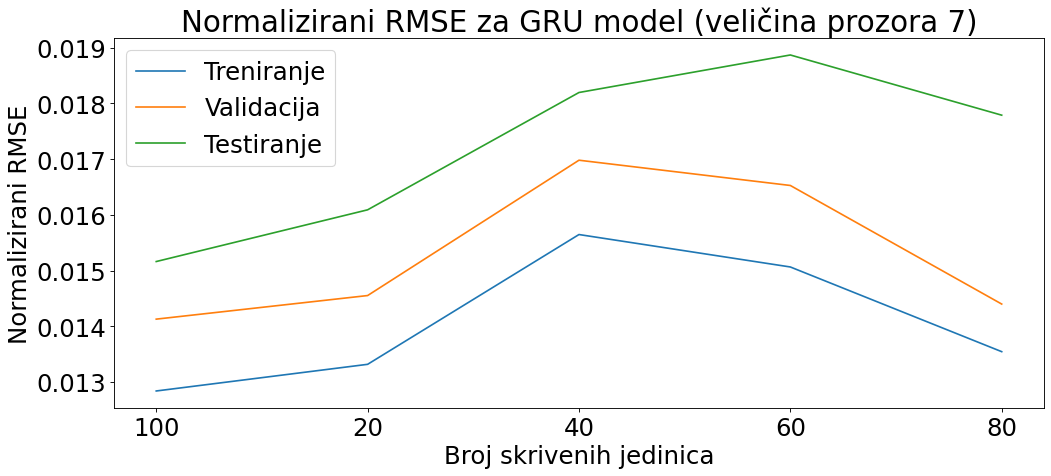 Normalizirani RMSE za GRU model (veličina prozora 7)
Normalizirani RMSE
0.019
0.018
0.017
0.016
0.015
0.014
0.013
Treniranje
Validacija
Testiranje
100 20 40 60 80
Broj skrivenih jedinica